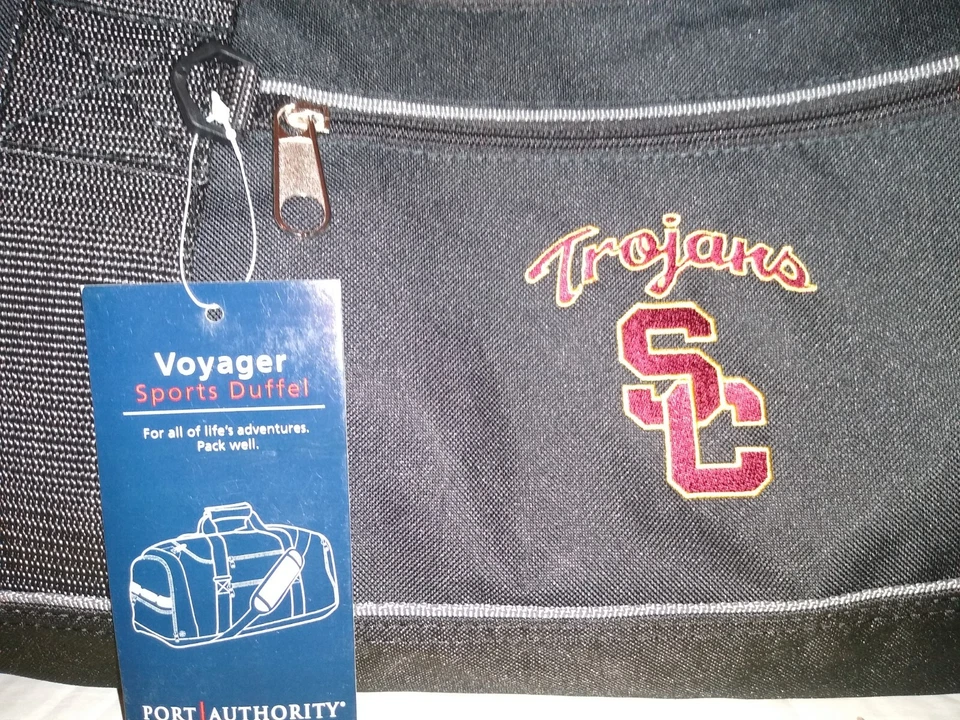 Trojans
SC
Voyager
Sports Duffel
For all of life's adventures.
Pack well.
PORT|AUTHORITY®